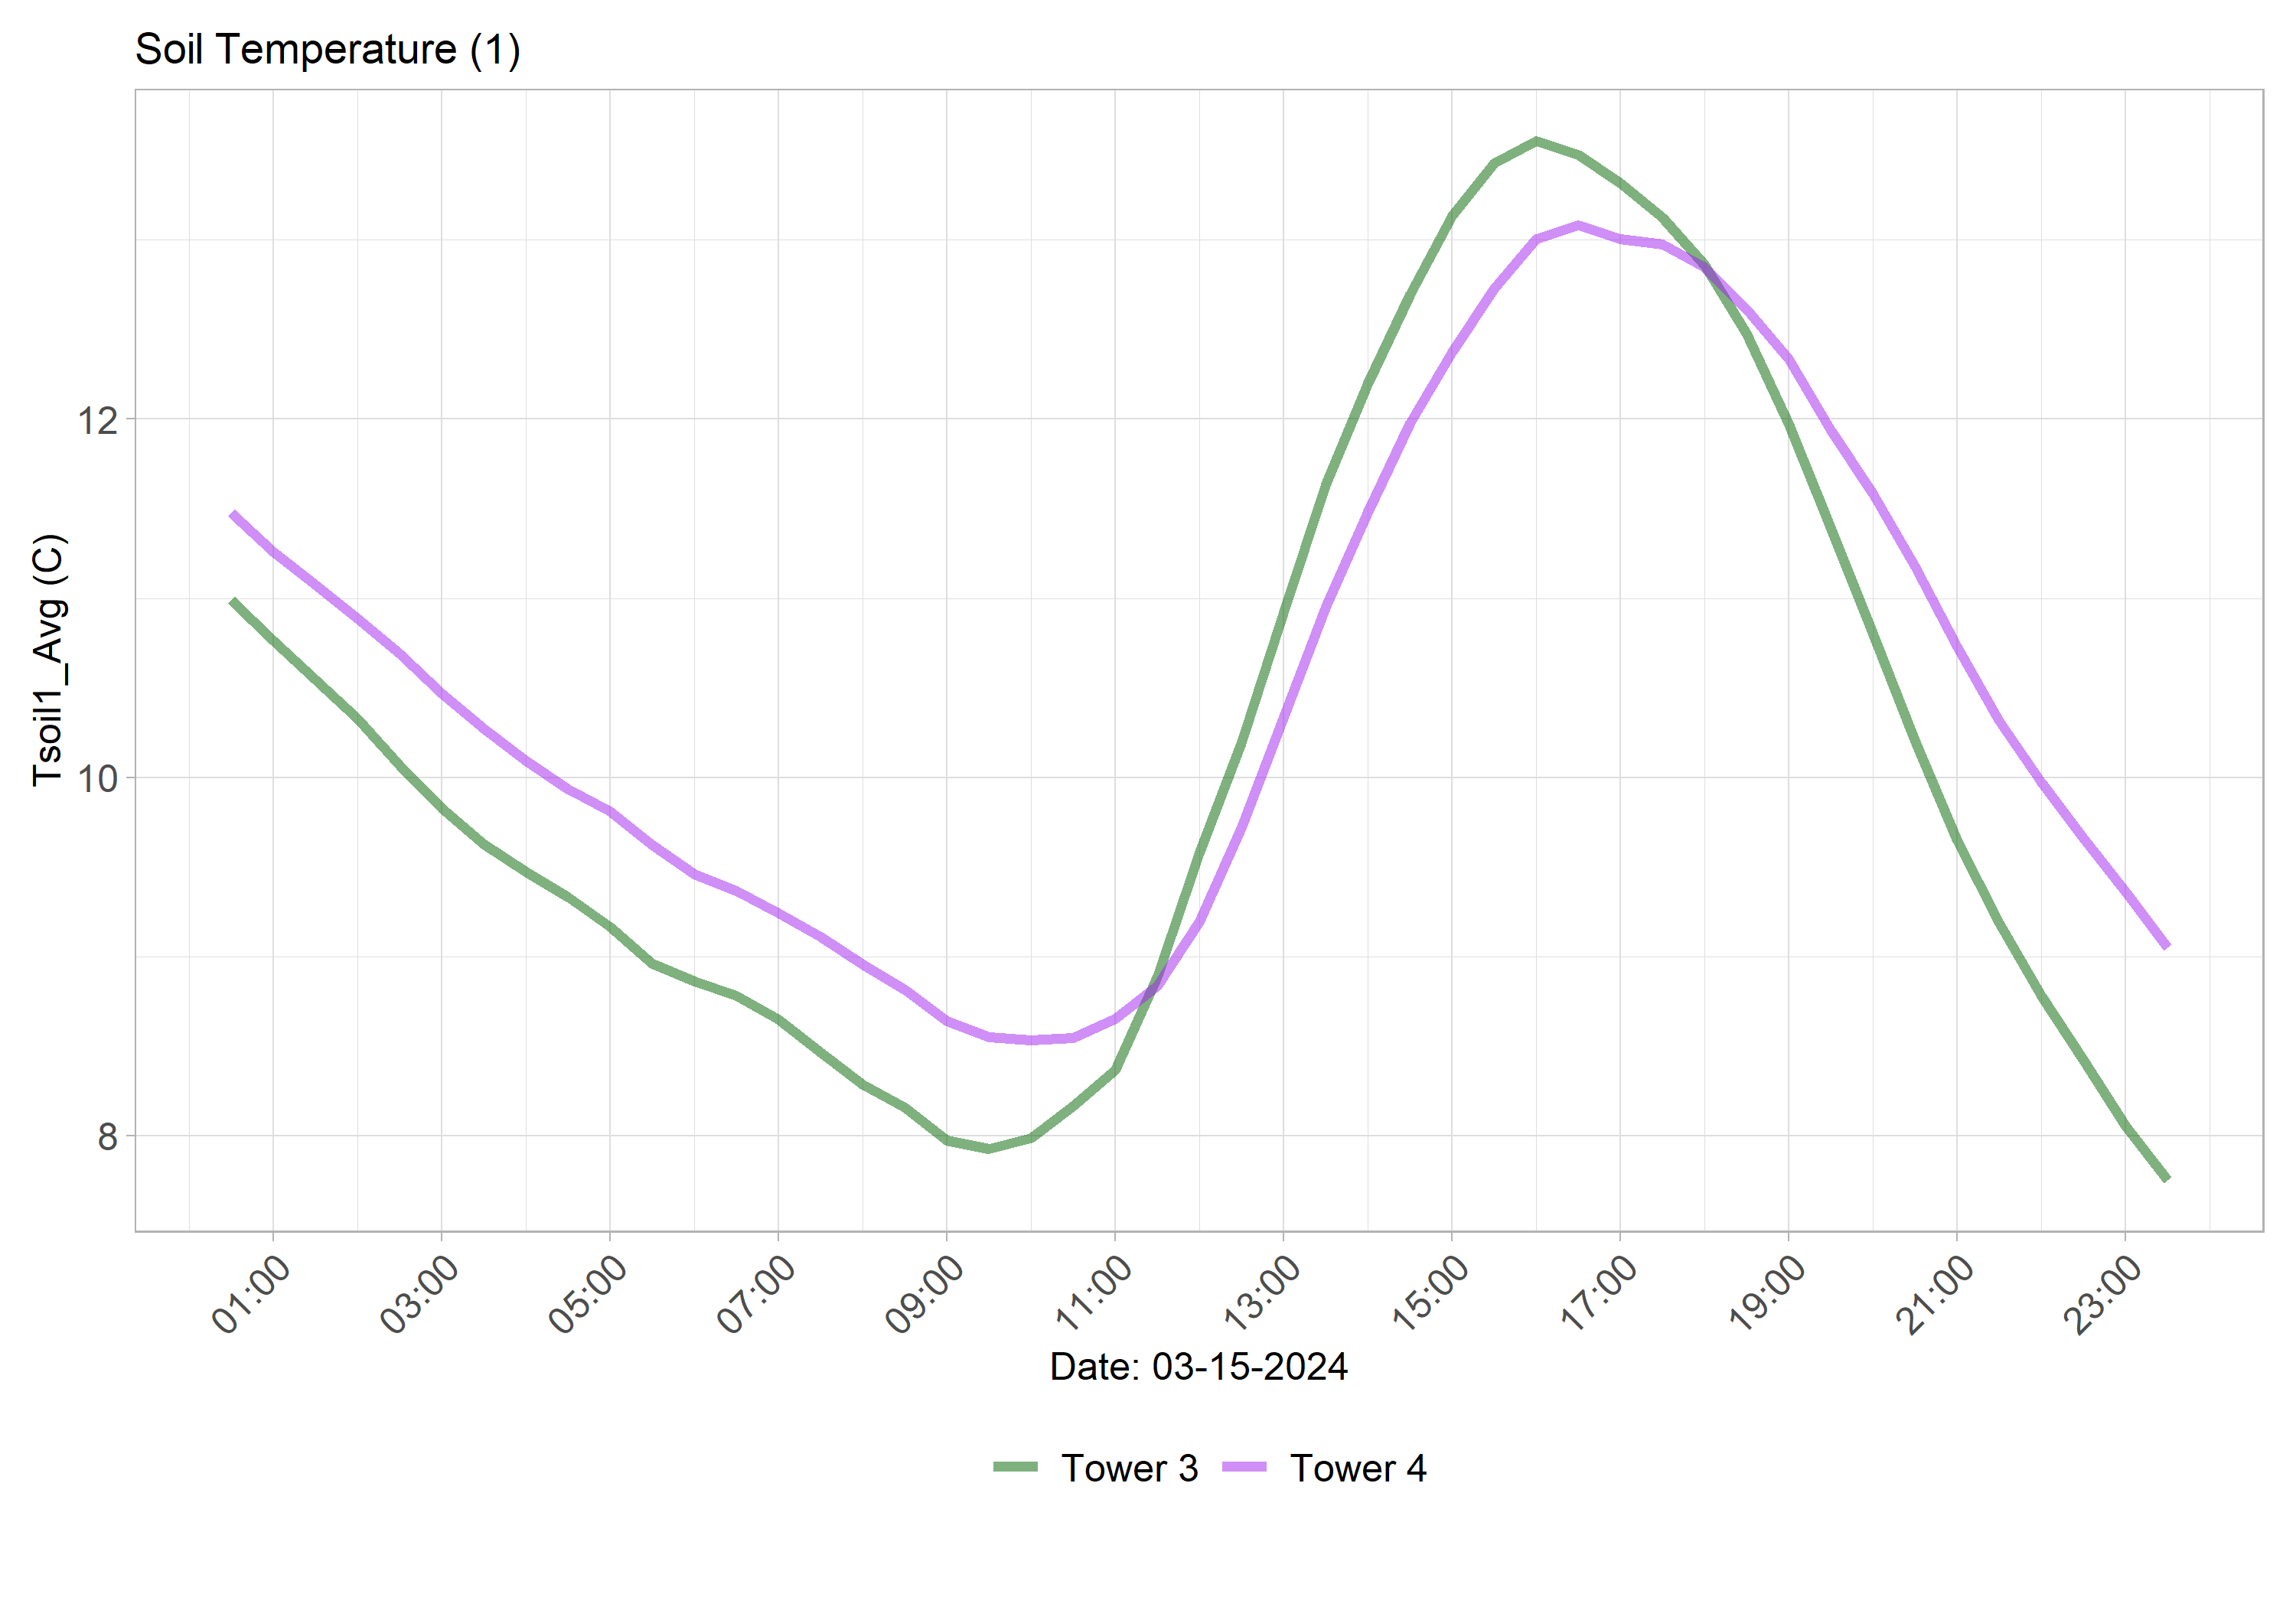 Soil Temperature (1)
Tsoil1_Avg (C)
12
10
8
01:00 03:00 05:00 07:00 09:00 11:00 13:00 15:00 17:00 19:00 21:00 23:00
Date: 03-15-2024
Tower 3 Tower 4